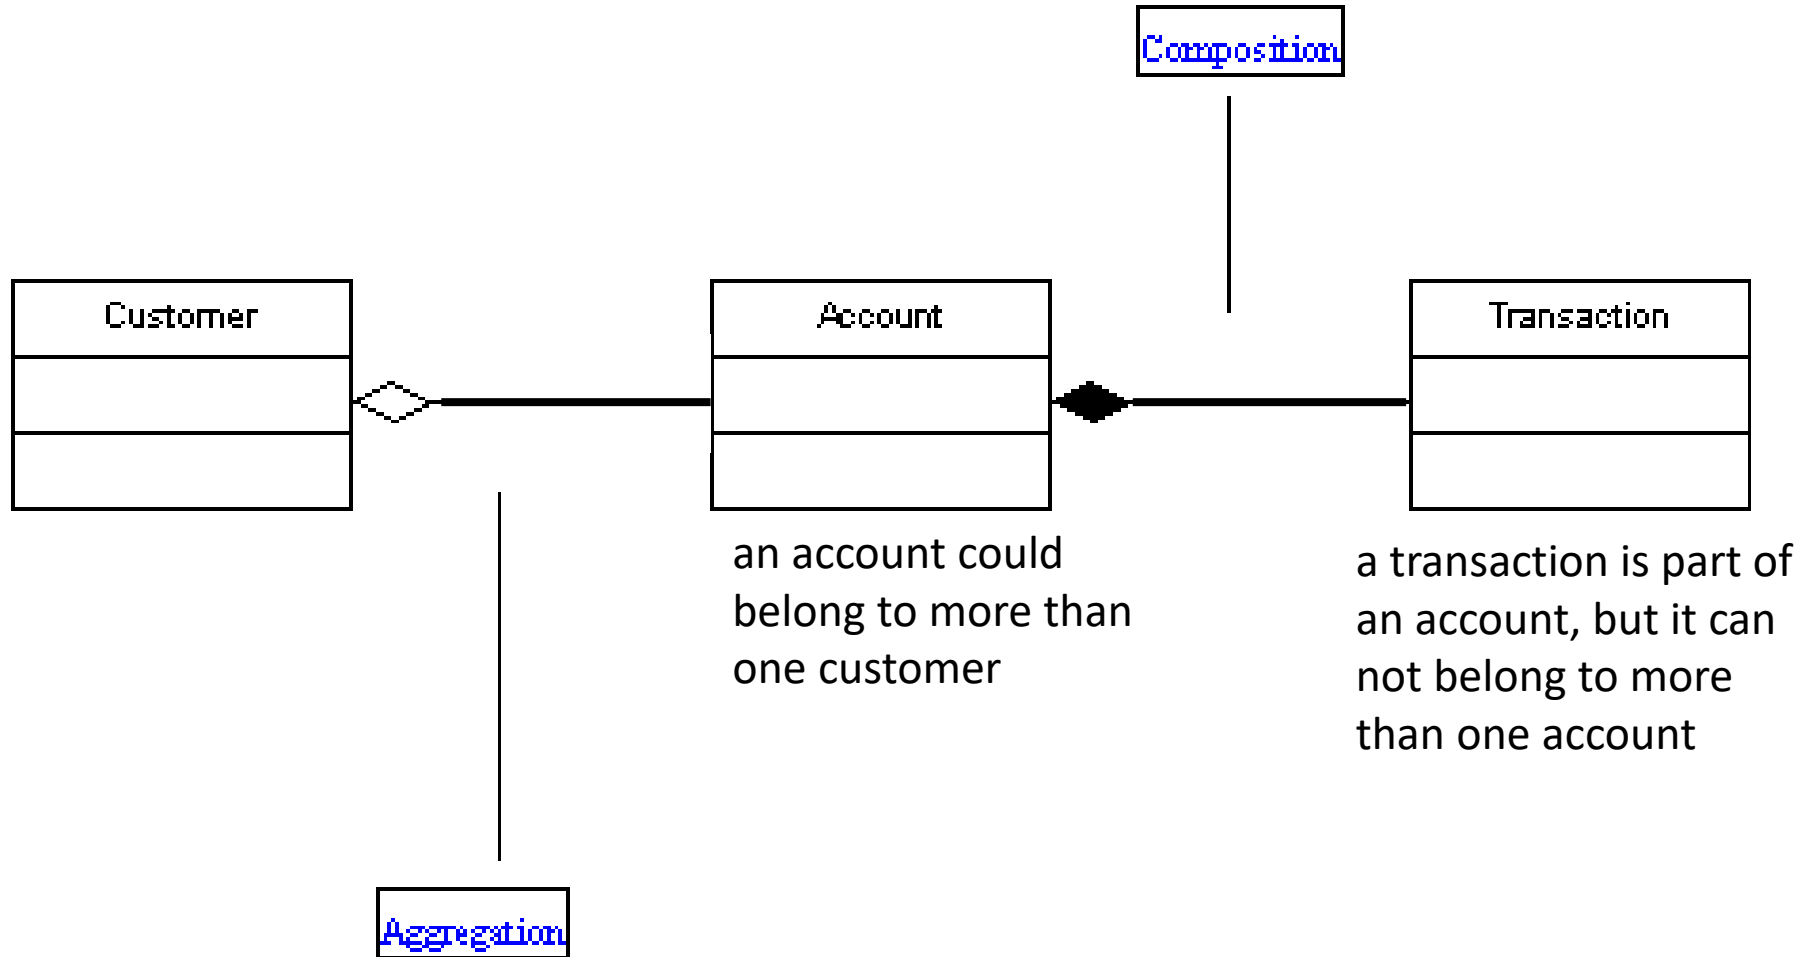 Composition
Customer
Account
Transaction
an account could
belong to more than
one customer
a transaction is part of
an account, but it can
not belong to more
than one account
Aggregation